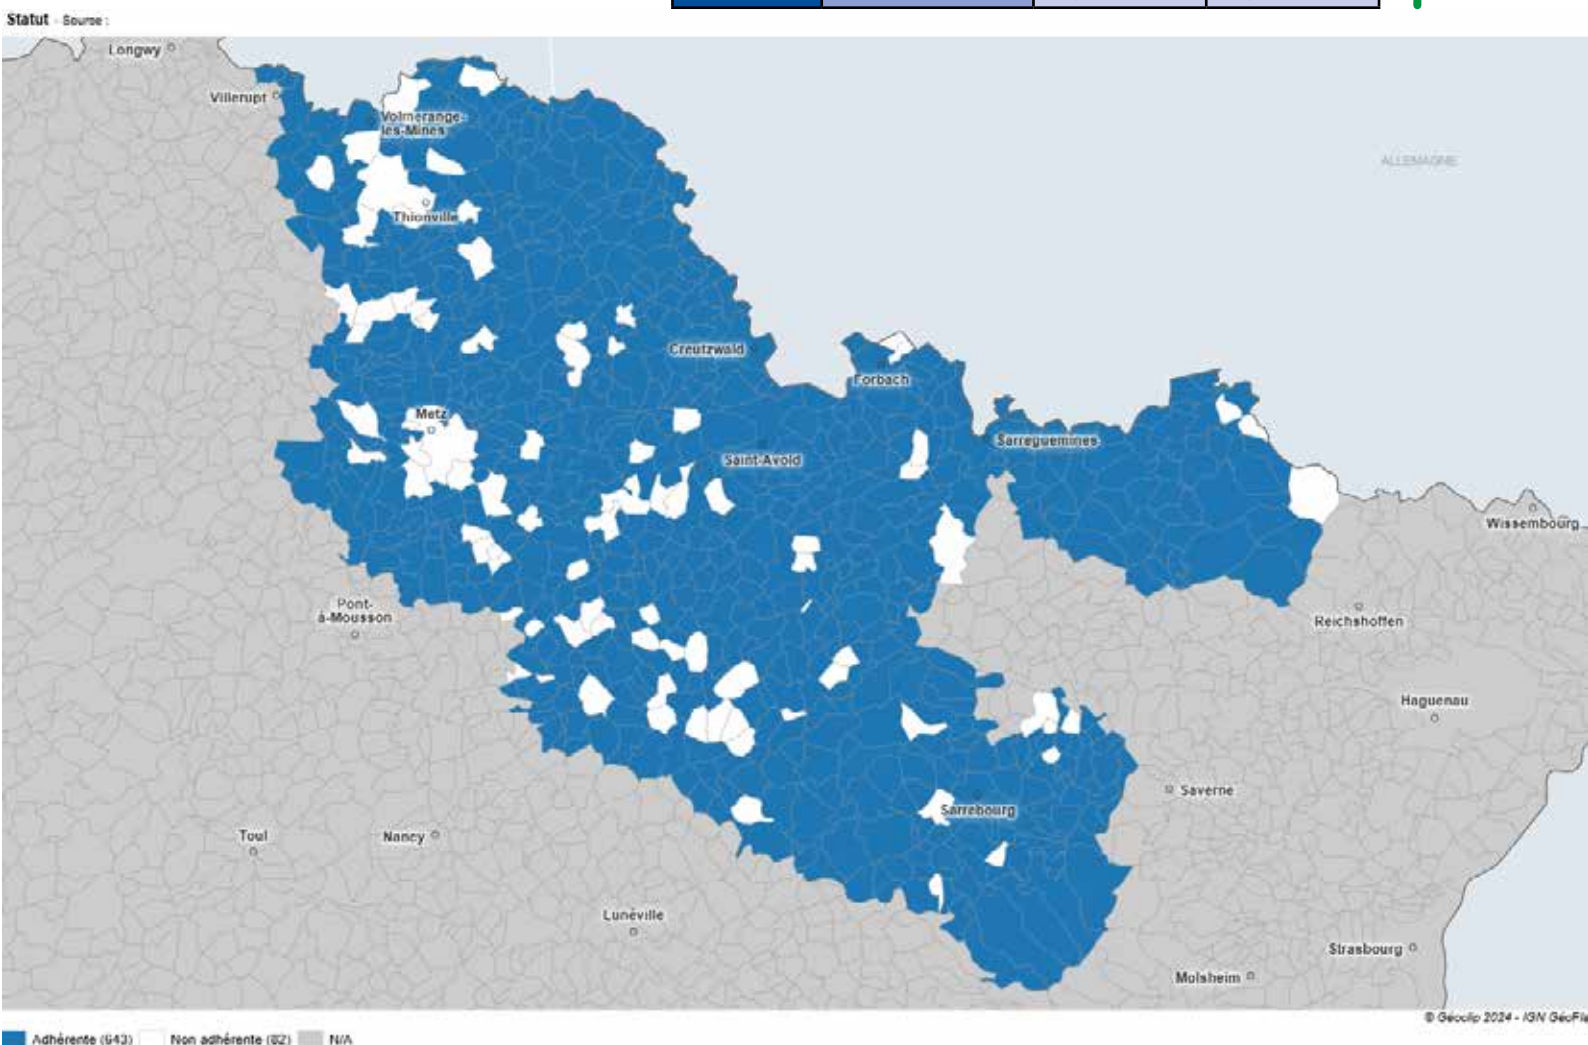 Statut - Source :
Longwy
Villerupt
Volmerange-
les-Mines
ALLEMAGNE
Thionville
Creutzwald
Forbach
Metz
Sarreguemines
Saint-Avold
Wissembourg
Pont-
à-Mousson
Reichshoffen
Haguenau
Saverne
Sarrebourg
Toul
Nancy
Lunéville
Strasbourg
Molsheim
© Géoclip 2024 - IGN GéoFla
Adhérente (643) Non adhérente (82) N/A